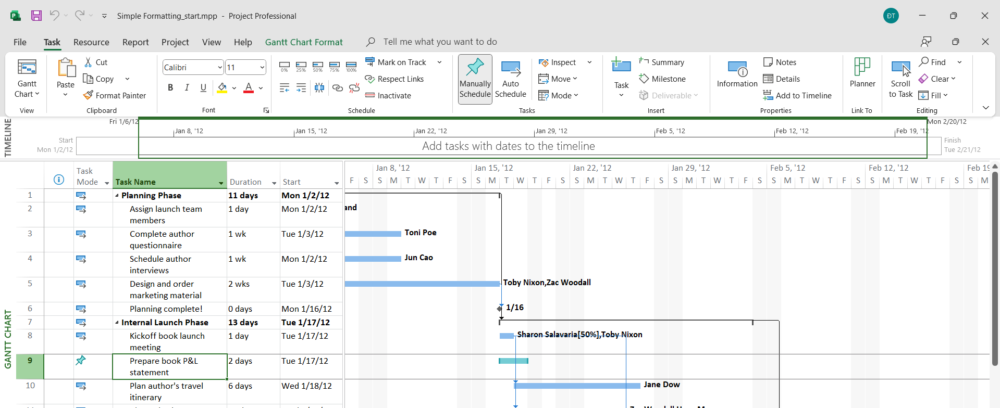 Simple Formatting_start.mpp - Project Professional
ĐT
File Task Resource Report Project View Help Gantt Chart Format Tell me what you want to do
Gantt Chart
View
Paste
Cut
Copy
Format Painter
Clipboard
Calibri 11
B I U A
Font
0% 25% 50% 75% 100%
Mark on Track
Respect Links
Inactivate
Schedule
Manually Schedule
Auto Schedule
Inspect
Move
Mode
Tasks
Task
Summary
Milestone
Deliverable
Insert
Information
Notes
Details
Add to Timeline
Properties
Planner
Link To
Scroll to Task
Find
Clear
Fill
Editing
TIMELINE
Fri 1/6/12 Mon 2/20/12
Jan 8, '12 Jan 15, '12 Jan 22, '12 Jan 29, '12 Feb 5, '12 Feb 12, '12 Feb 19, '12
Start
Mon 1/2/12
Add tasks with dates to the timeline
Finish
Tue 2/21/12
GANTT CHART
Task Mode Task Name Duration Start
Jan 8, '12 Jan 15, '12 Jan 22, '12 Jan 29, '12 Feb 5, '12 Feb 12, '12 Feb 19
F S S M T W T F S S M T W T F S S M T W T F S S M T W T F S S M T W T F S S M T W T F S S M
1 Planning Phase 11 days Mon 1/2/12
2 Assign launch team members 1 day Mon 1/2/12 and
3 Complete author questionnaire 1 wk Tue 1/3/12 Toni Poe
4 Schedule author interviews 1 wk Mon 1/2/12 Jun Cao
5 Design and order marketing material 2 wks Tue 1/3/12 Toby Nixon,Zac Woodall
6 Planning complete! 0 days Mon 1/16/12 1/16
7 Internal Launch Phase 13 days Tue 1/17/12
8 Kickoff book launch meeting 1 day Tue 1/17/12 Sharon Salavaria[50%],Toby Nixon
9 Prepare book P&L statement 2 days Tue 1/17/12
10 Plan author's travel itinerary 6 days Wed 1/18/12 Jane Dow